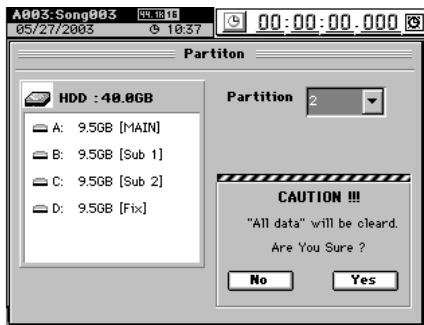 A003:Song003 44.1K 16
05/27/2003 10:37
00:00:00.000
Partiton
HDD :40.0GB
A: 9.5GB [MAIN]
B: 9.5GB [Sub 1]
C: 9.5GB [Sub 2]
D: 9.5GB [Fix]
Partition 2
CAUTION !!!
"All data" will be cleard.
Are You Sure ?
No Yes